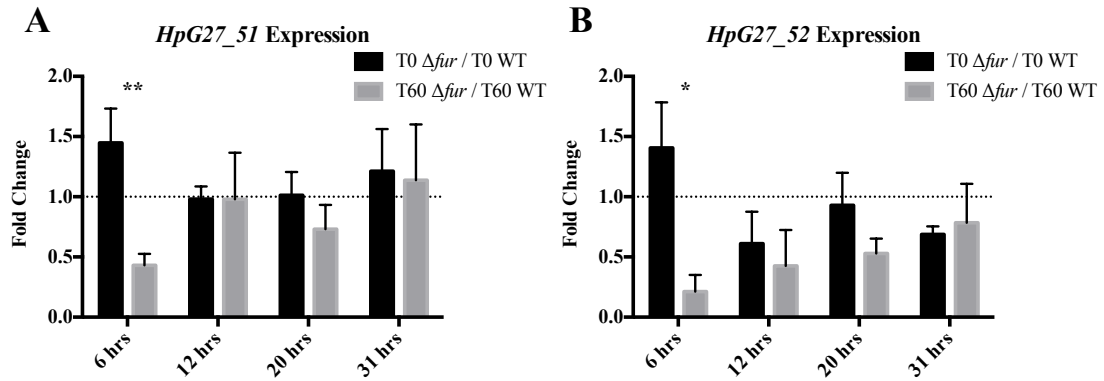 A
HpG27_51 Expression
T0 Δfur / T0 WT
T60 Δfur / T60 WT
Fold Change
2.0
1.5
1.0
0.5
0.0
**
6 hrs
12 hrs
20 hrs
31 hrs
B
HpG27_52 Expression
T0 Δfur / T0 WT
T60 Δfur / T60 WT
Fold Change
2.0
1.5
1.0
0.5
0.0
*
6 hrs
12 hrs
20 hrs
31 hrs